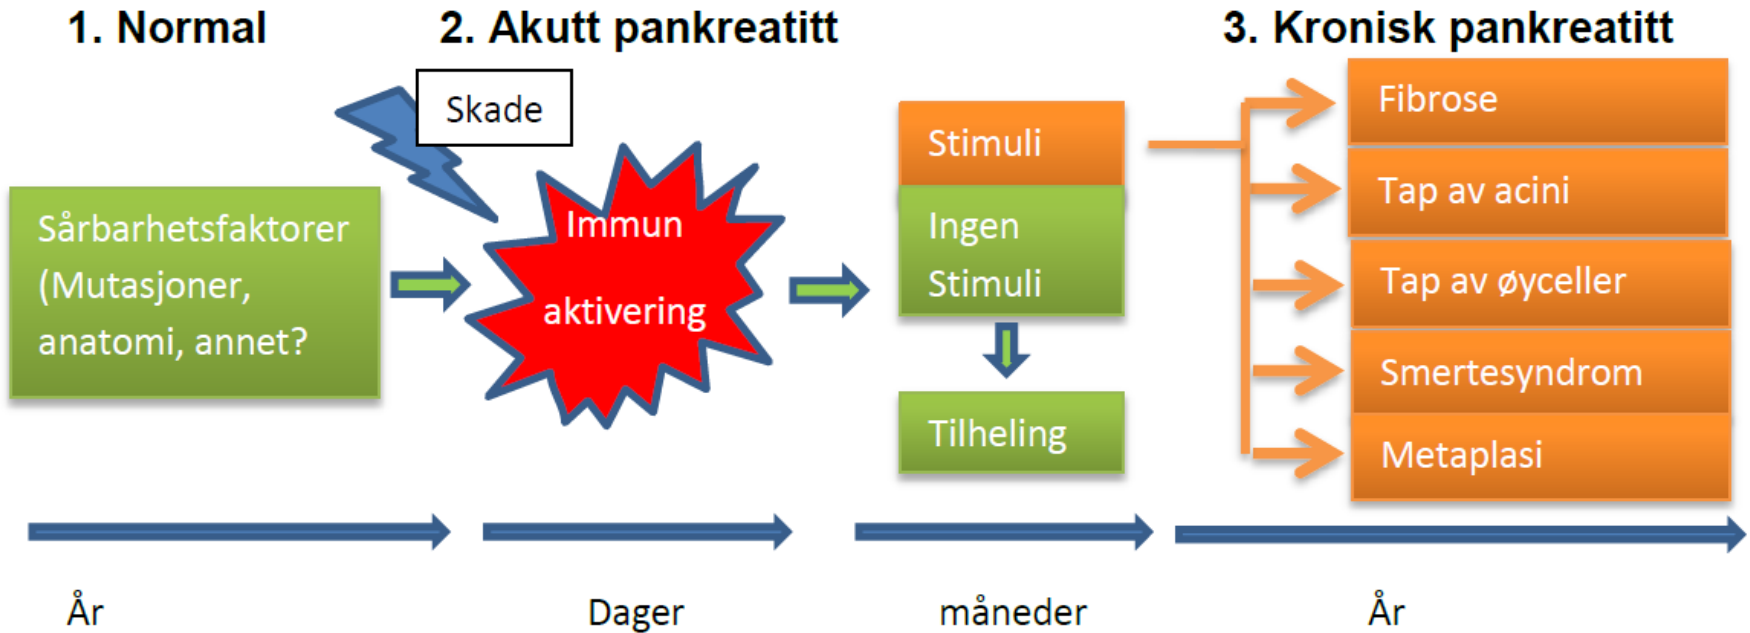 1. Normal
2. Akutt pankreatitt
3. Kronisk pankreatitt
Skade
Sårbarhetsfaktorer
(Mutasjoner,
anatomi, annet?
Immun
aktivering
Stimuli
Ingen
Stimuli
Tilheling
Fibrose
Tap av acini
Tap av øyceller
Smertesyndrom
Metaplasi
År
Dager
måneder
År